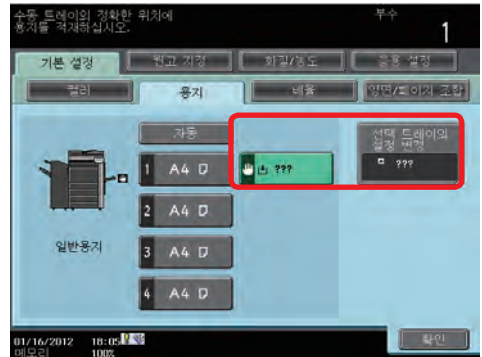 수동 트레이의 정확한 위치에
용지를 적재하십시오.
부수
1
기본 설정
원고 지정
화질/농도
응용 설정
컬러
용지
배율
양면/페이지 조합
자동
선택 트레이의
설정 변경
1 A4
???
???
2 A4
일반용지
3 A4
4 A4
01/16/2012 18:05
메모리 100%
확인